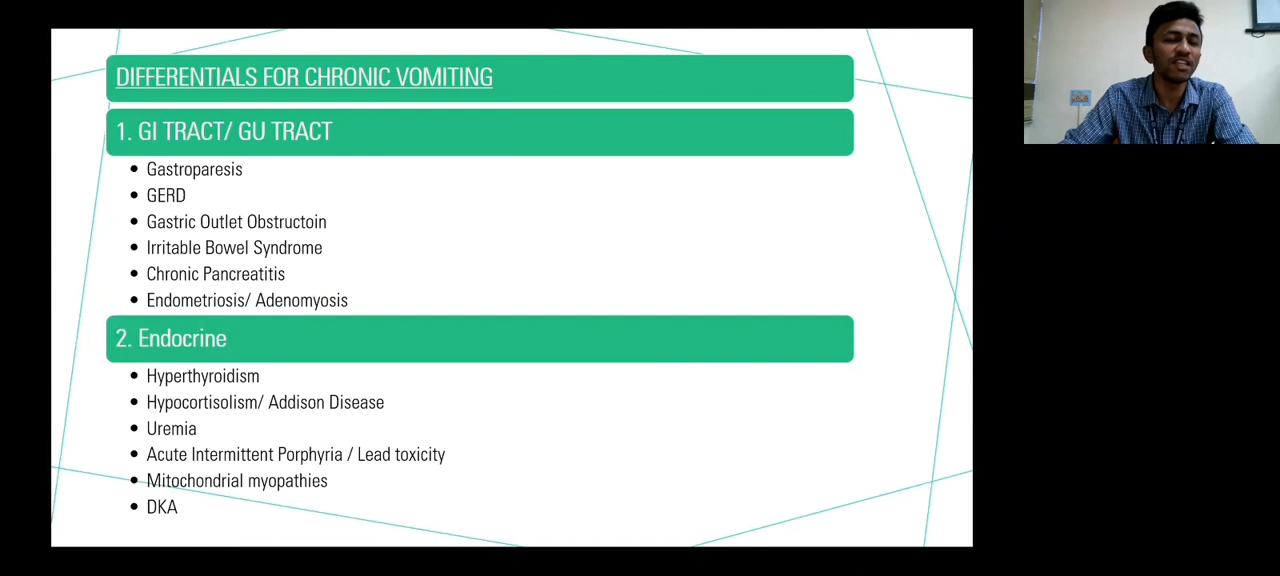 DIFFERENTIALS FOR CHRONIC VOMITING
1. GI TRACT/ GU TRACT
• Gastroparesis
• GERD
• Gastric Outlet Obstructoin
• Irritable Bowel Syndrome
• Chronic Pancreatitis
• Endometriosis/ Adenomyosis
2. Endocrine
• Hyperthyroidism
• Hypocortisolism/ Addison Disease
• Uremia
• Acute Intermittent Porphyria / Lead toxicity
• Mitochondrial myopathies
• DKA